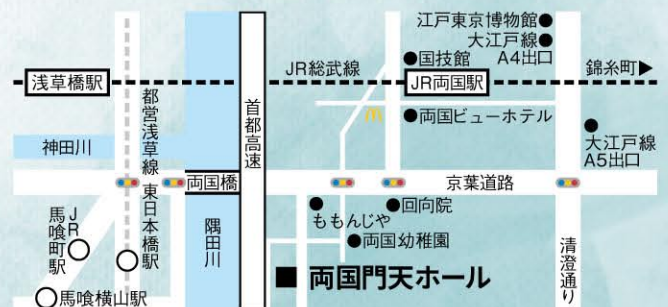 江戸東京博物館
大江戸線
A4出口
国技館
JR総武線
錦糸町▶
浅草橋駅
JR両国駅
都営浅草線
首都高速
両国ビューホテル
神田川
大江戸線
A5出口
両国橋
京葉道路
東日本橋駅
JR
馬喰町駅
ももんじや
回向院
隅田川
両国幼稚園
清澄通り
■ 両国門天ホール
馬喰横山駅